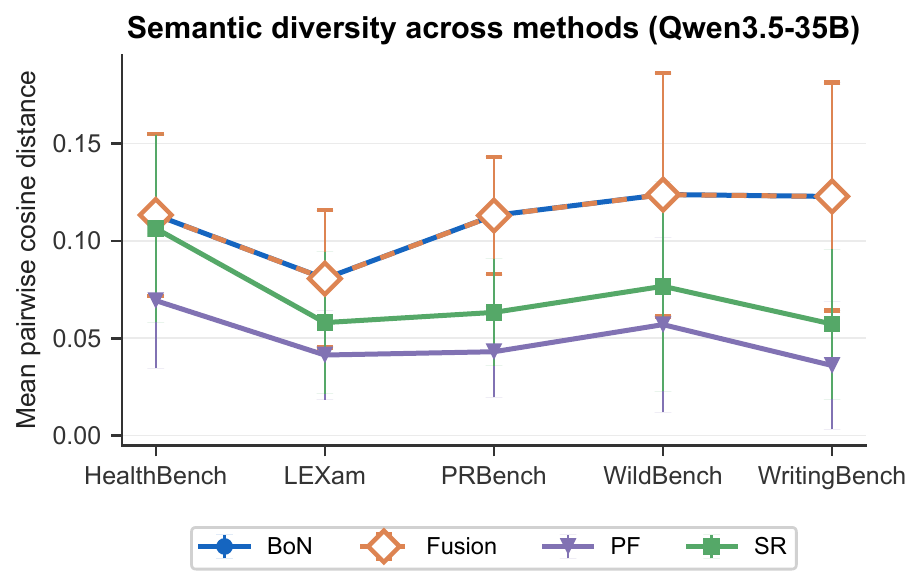 Semantic diversity across methods (Qwen3.5-35B)
Mean pairwise cosine distance
0.15
0.10
0.05
0.00
HealthBench LEXam PRBench WildBench WritingBench
BoN Fusion PF SR